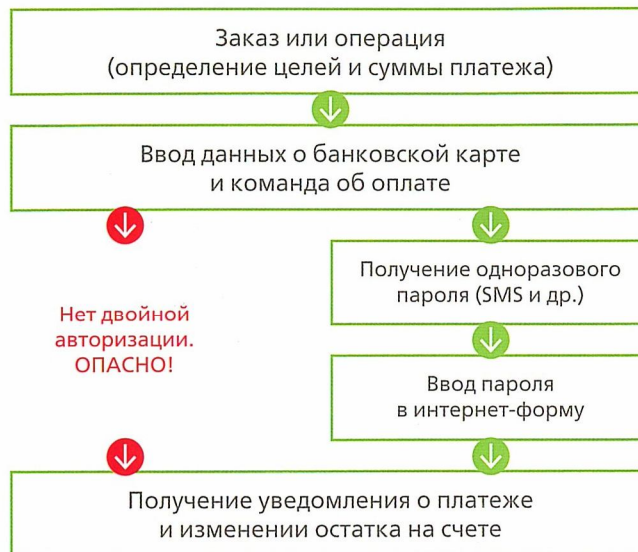 Заказ или операция
(определение целей и суммы платежа)
Ввод данных о банковской карте
и команда об оплате
Получение одноразового
пароля (SMS и др.)
Нет двойной
авторизации.
ОПАСНО!
Ввод пароля
в интернет-форму
Получение уведомления о платеже
и изменении остатка на счете